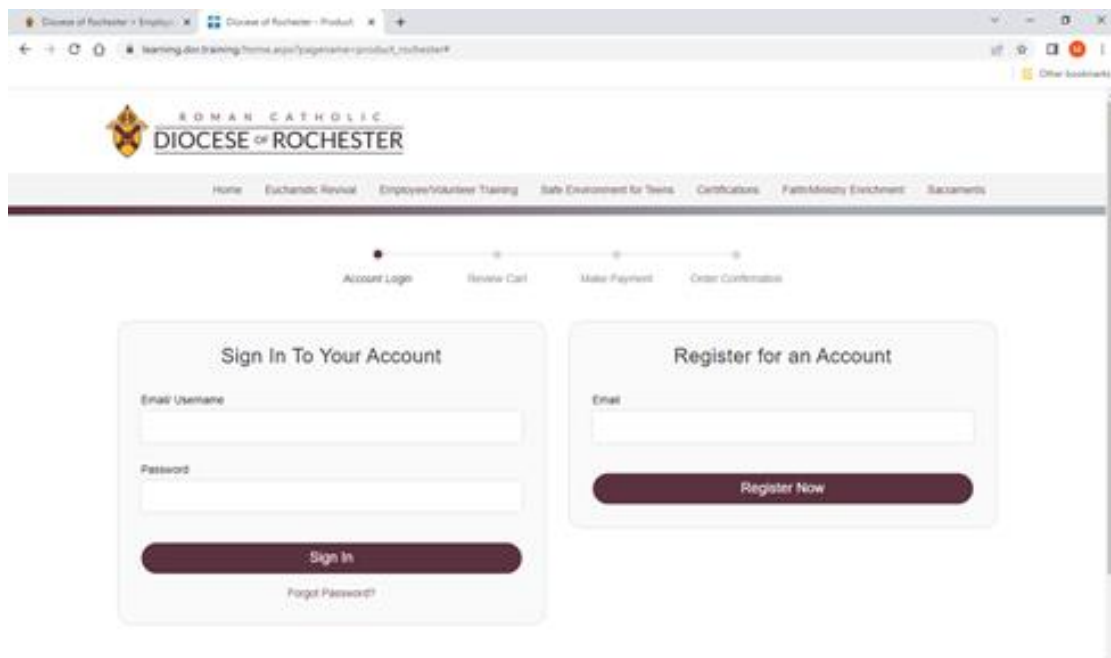 Diocese of Rochester - Product
learning.dor.training/home.aspx?pagename=product_rochester#
Other bookmarks
ROMAN CATHOLIC
DIOCESE OF ROCHESTER
Home Eucharistic Revival Employee/Volunteer Training Safe Environment for Teens Certifications Faith/Ministry Enrichment Sacraments
Account Login Review Cart Make Payment Order Confirmation
Sign In To Your Account
Register for an Account
Email/ Username
Email
Password
Register Now
Sign In
Forgot Password?